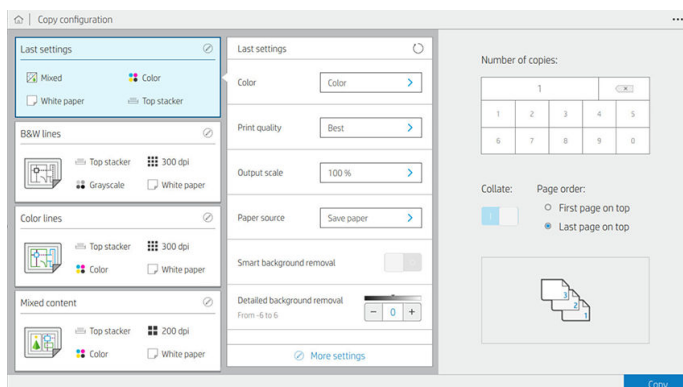 Copy configuration
Last settings
Mixed
Color
White paper
Top stacker
B&W lines
Top stacker
300 dpi
Grayscale
White paper
Color lines
Top stacker
300 dpi
Color
White paper
Mixed content
Top stacker
200 dpi
Color
White paper
Last settings
Color
Color
Print quality
Best
Output scale
100 %
Paper source
Save paper
Smart background removal
Detailed background removal
From -6 to 6
− 0 +
More settings
Number of copies:
1
1 2 3 4 5
6 7 8 9 0
Collate:
Page order:
First page on top
Last page on top
3
2
1
Copy